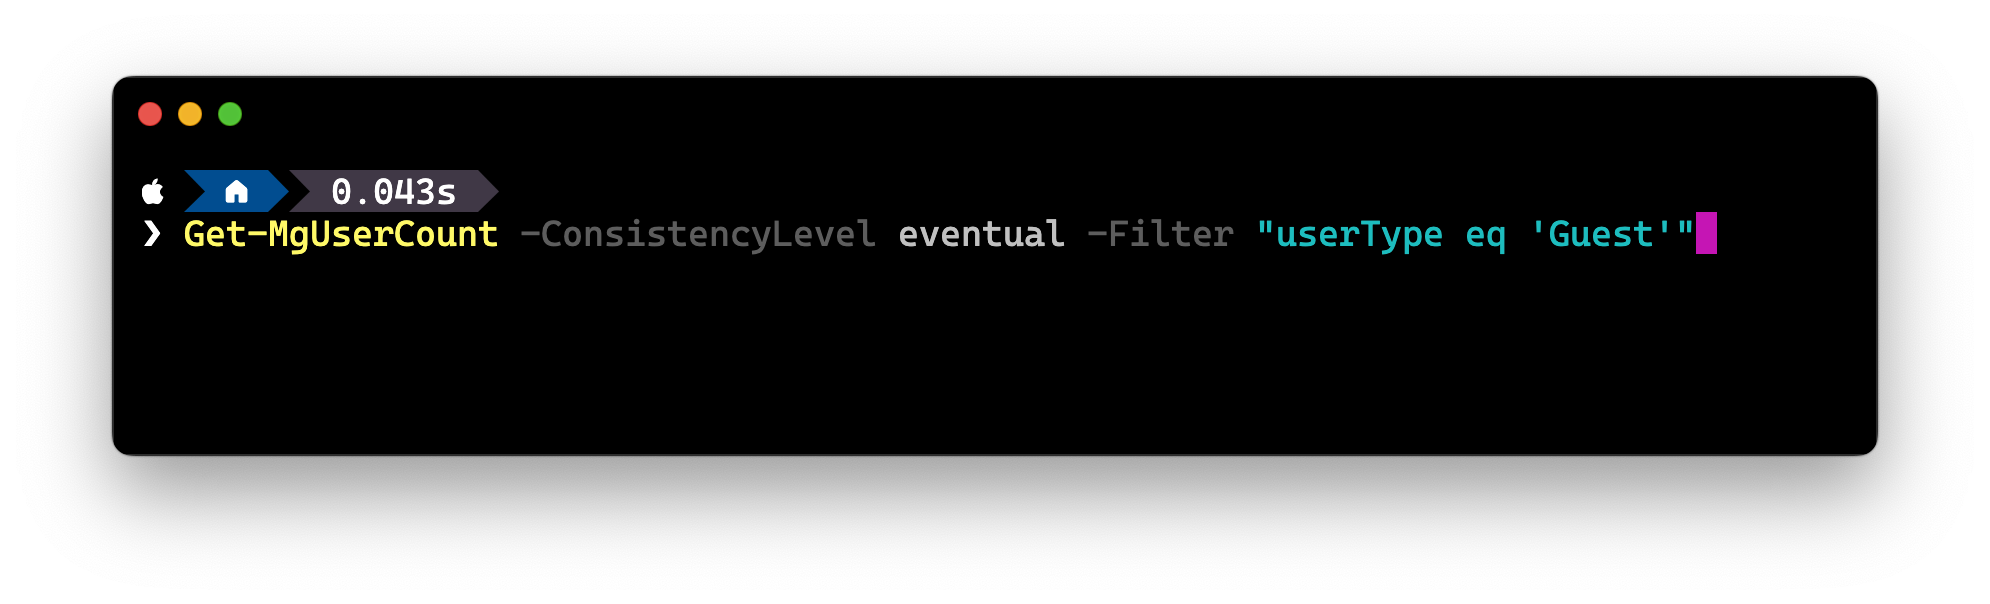 0.043s
❯ Get-MgUserCount -ConsistencyLevel eventual -Filter "userType eq 'Guest'"